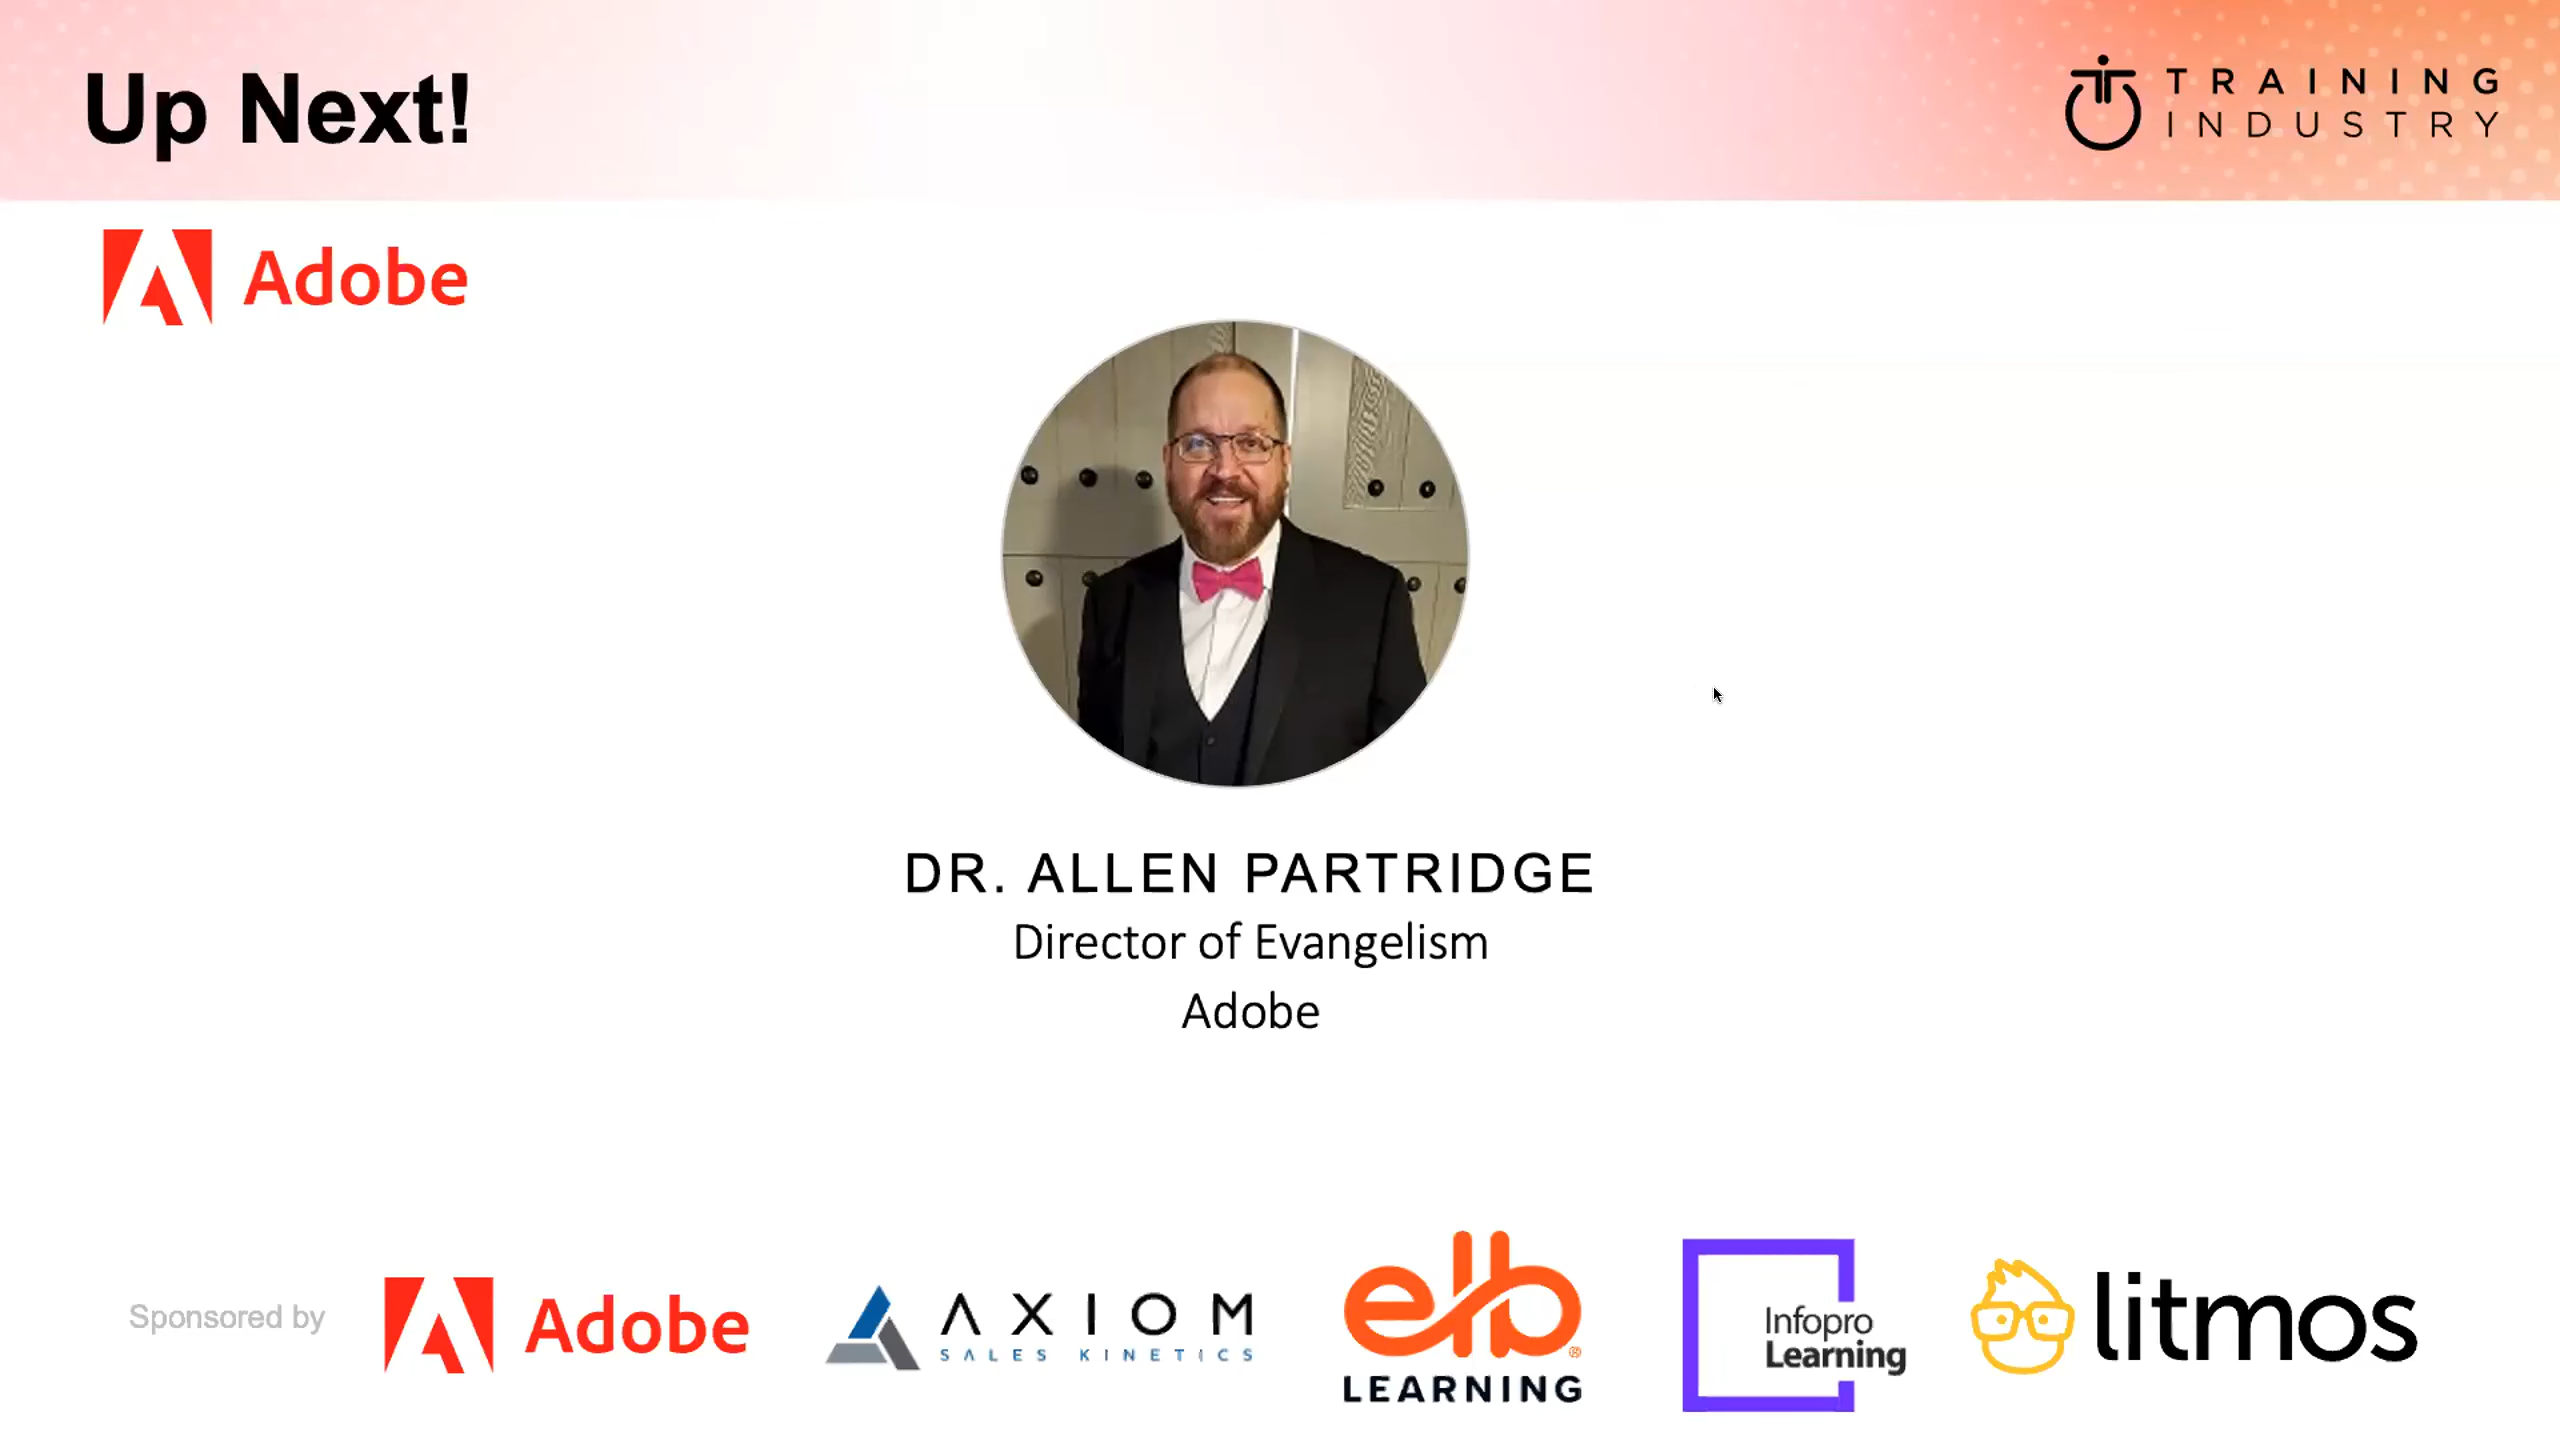 Up Next!
TRAINING
INDUSTRY
Adobe
DR. ALLEN PARTRIDGE
Director of Evangelism
Adobe
Sponsored by
Adobe
AXIOM
SALES KINETICS
elb
LEARNING
Infopro
Learning
litmos